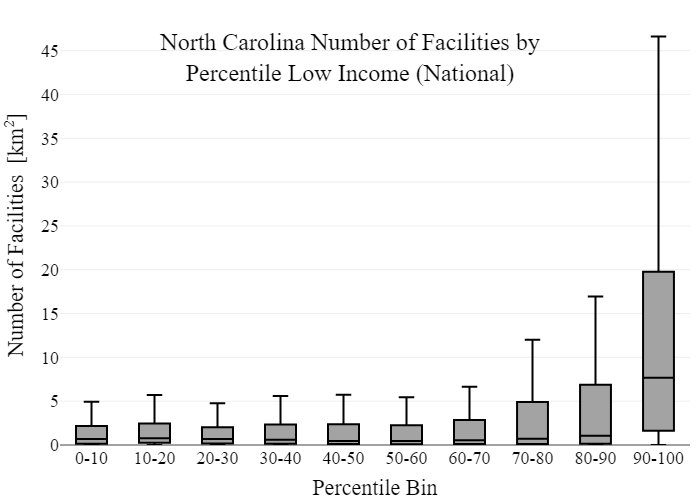 North Carolina Number of Facilities by
Percentile Low Income (National)
Number of Facilities [km²]
45
40
35
30
25
20
15
10
5
0
0-10 10-20 20-30 30-40 40-50 50-60 60-70 70-80 80-90 90-100
Percentile Bin